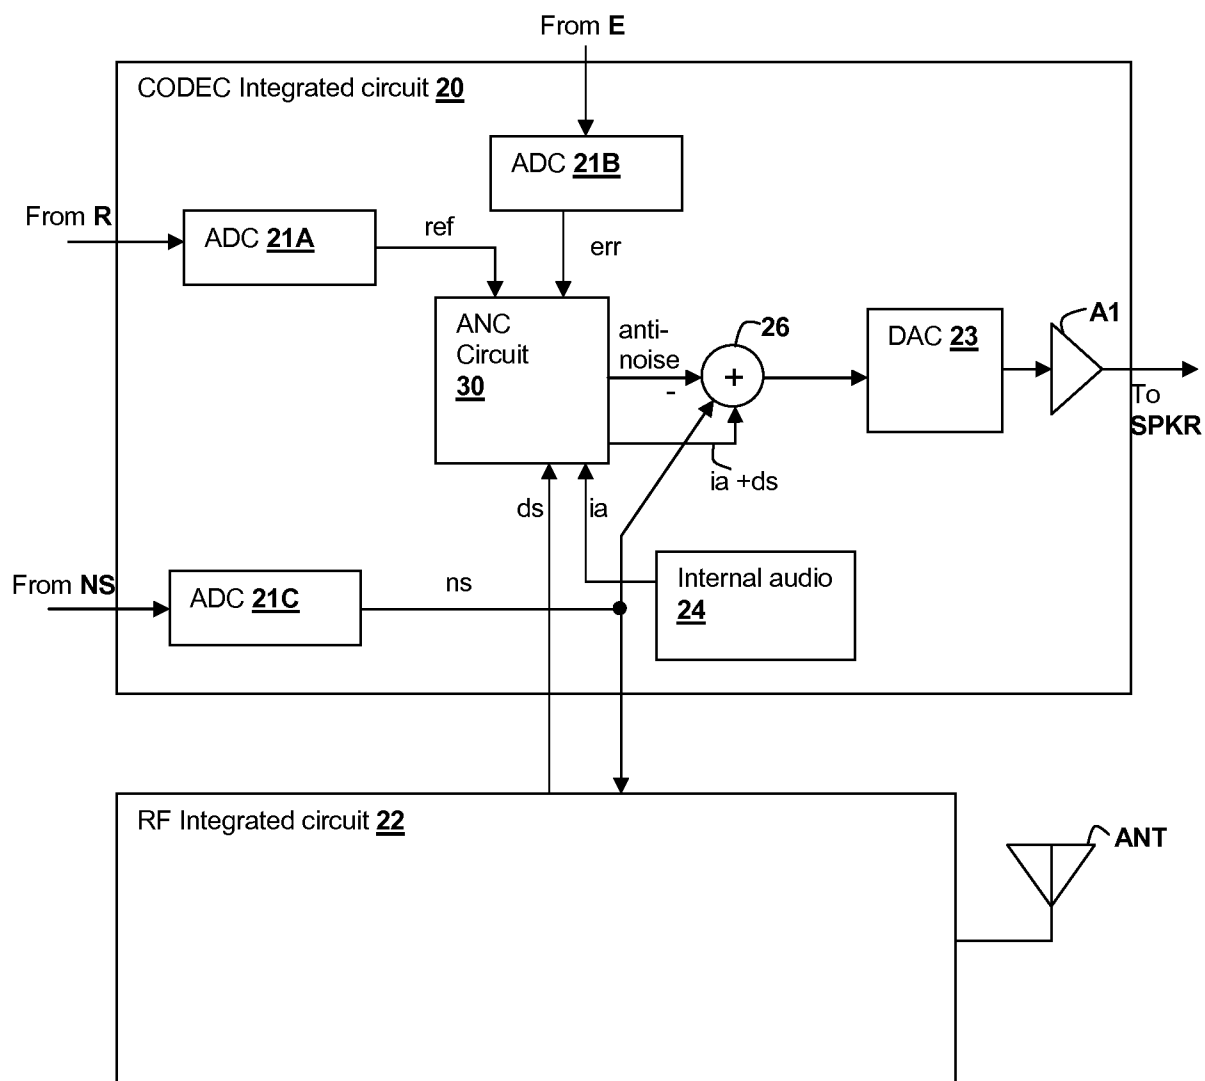 From E
CODEC Integrated circuit 20
ADC 21B
From R
ADC 21A
ref
err
ANC
Circuit
30
anti-
noise
-
26
+
DAC 23
A1
To
SPKR
ia +ds
ds
ia
From NS
ADC 21C
ns
Internal audio
24
RF Integrated circuit 22
ANT